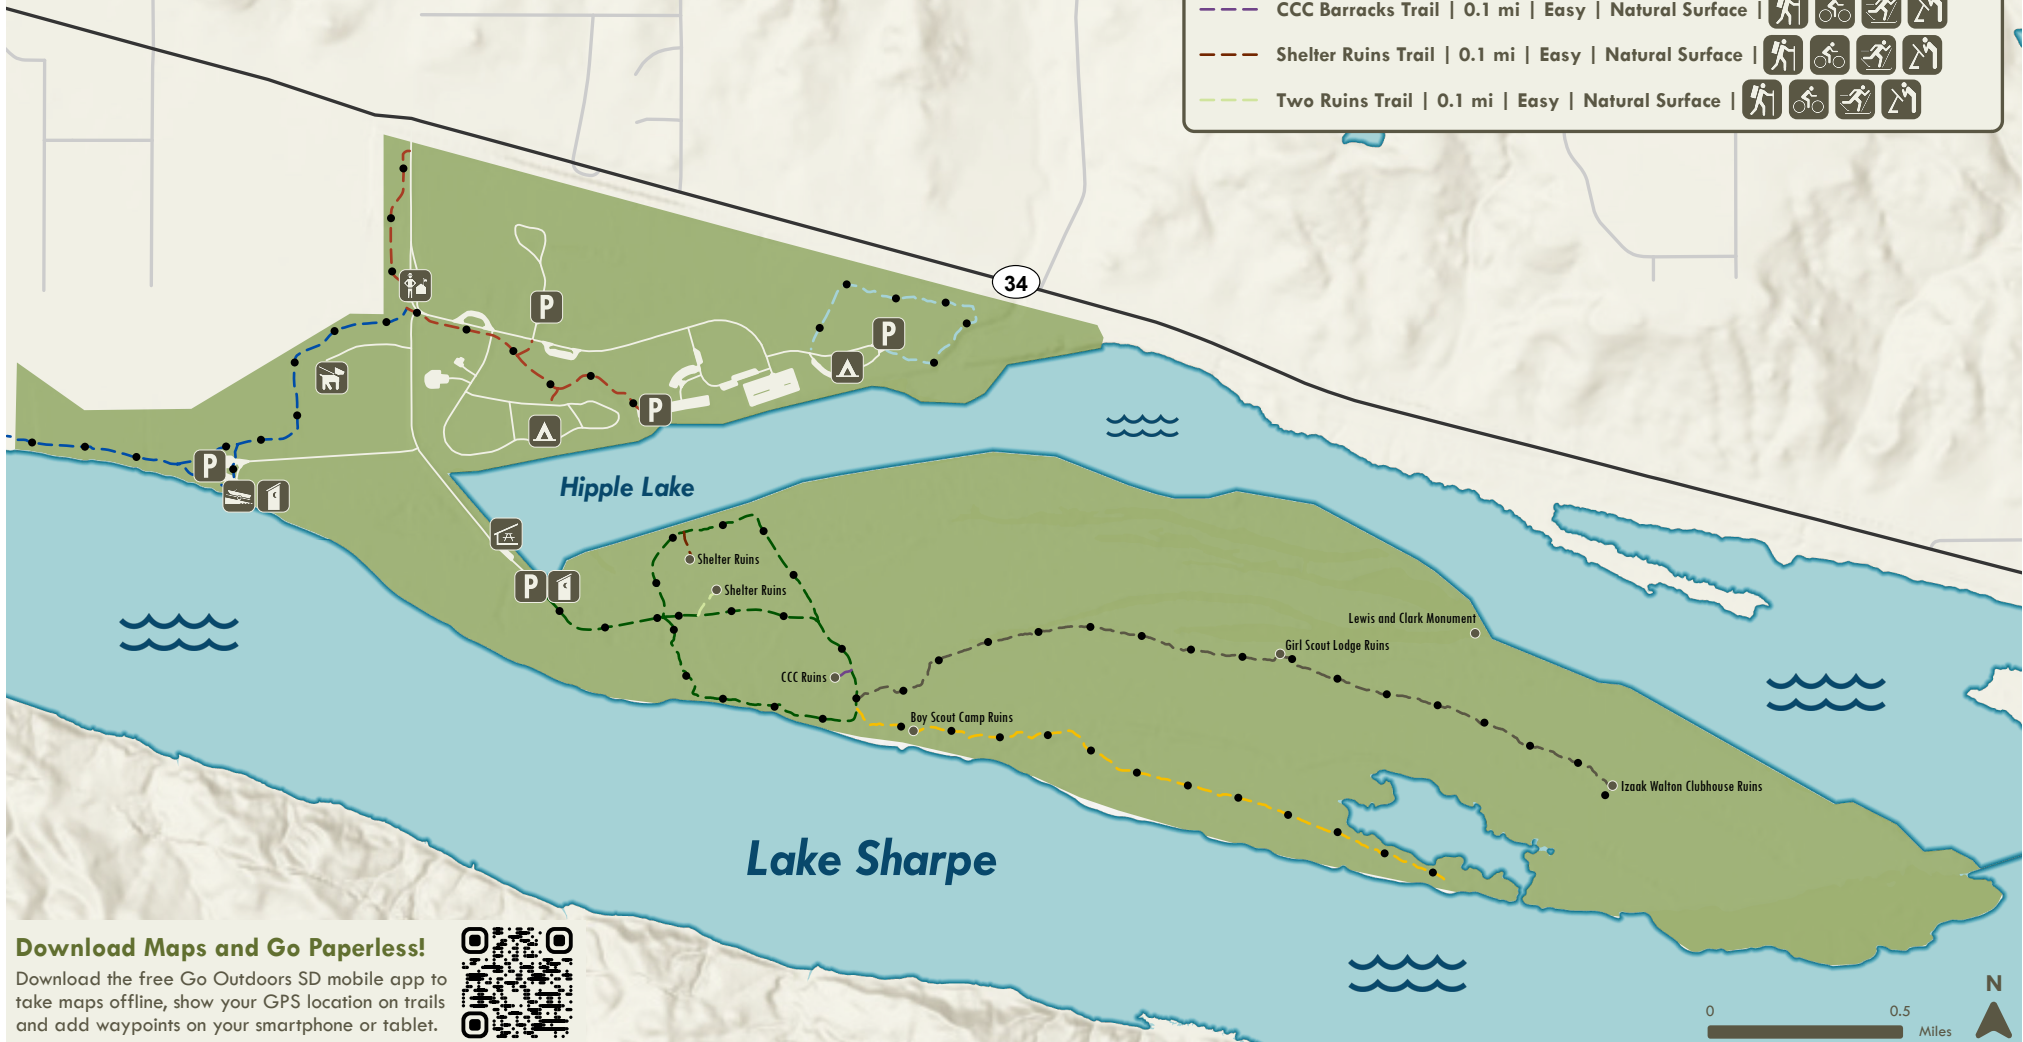 CCC Barracks Trail | 0.1 mi | Easy | Natural Surface |
Shelter Ruins Trail | 0.1 mi | Easy | Natural Surface |
Two Ruins Trail | 0.1 mi | Easy | Natural Surface |
34
P
P
P
P
Hipple Lake
P
Shelter Ruins
Shelter Ruins
Lewis and Clark Monument
Girl Scout Lodge Ruins
CCC Ruins
Boy Scout Camp Ruins
Izaak Walton Clubhouse Ruins
Lake Sharpe
Download Maps and Go Paperless!
Download the free Go Outdoors SD mobile app to
take maps offline, show your GPS location on trails
and add waypoints on your smartphone or tablet.
N
0 0.5
Miles